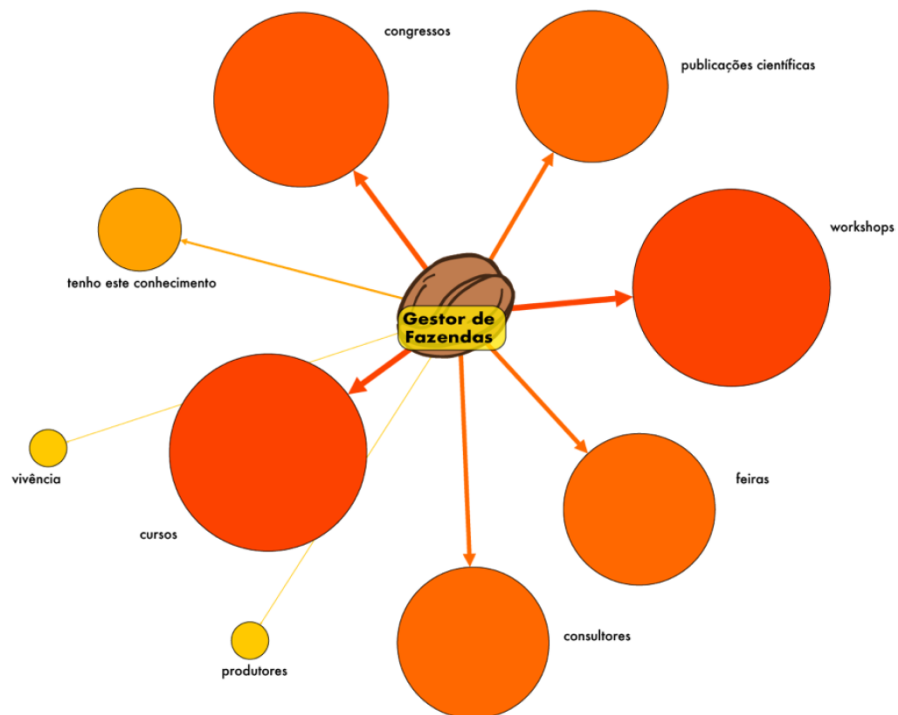 congressos
publicações científicas
workshops
tenho este conhecimento
Gestor de
Fazendas
vivência
feiras
cursos
consultores
produtores